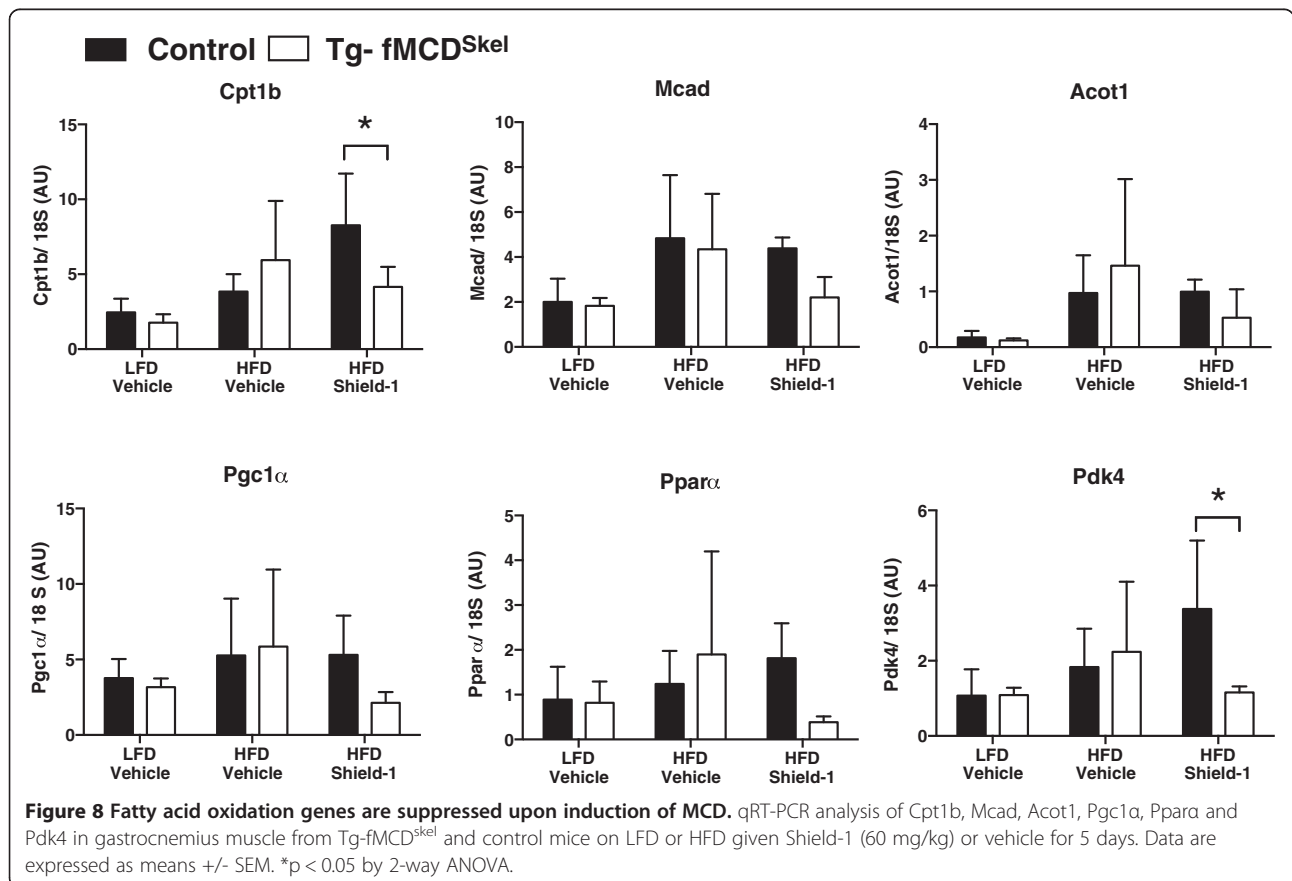 Control Tg- fMCDSkel
Cpt1b
Mcad
Acot1
Cpt1b/ 18S (AU)
15
10
5
0
*
LFD Vehicle
HFD Vehicle
HFD Shield-1
Mcad/ 18S (AU)
10
8
6
4
2
0
LFD Vehicle
HFD Vehicle
HFD Shield-1
Acot1/18S (AU)
4
3
2
1
0
LFD Vehicle
HFD Vehicle
HFD Shield-1
Pgc1α
Pparα
Pdk4
Pgc1α/ 18 S (AU)
15
10
5
0
LFD Vehicle
HFD Vehicle
HFD Shield-1
Ppar α/ 18S (AU)
5
4
3
2
1
0
LFD Vehicle
HFD Vehicle
HFD Shield-1
Pdk4/ 18S (AU)
6
4
2
0
*
LFD Vehicle
HFD Vehicle
HFD Shield-1
Figure 8 Fatty acid oxidation genes are suppressed upon induction of MCD. qRT-PCR analysis of Cpt1b, Mcad, Acot1, Pgc1α, Pparα and
Pdk4 in gastrocnemius muscle from Tg-fMCDskel and control mice on LFD or HFD given Shield-1 (60 mg/kg) or vehicle for 5 days. Data are
expressed as means +/- SEM. *p < 0.05 by 2-way ANOVA.